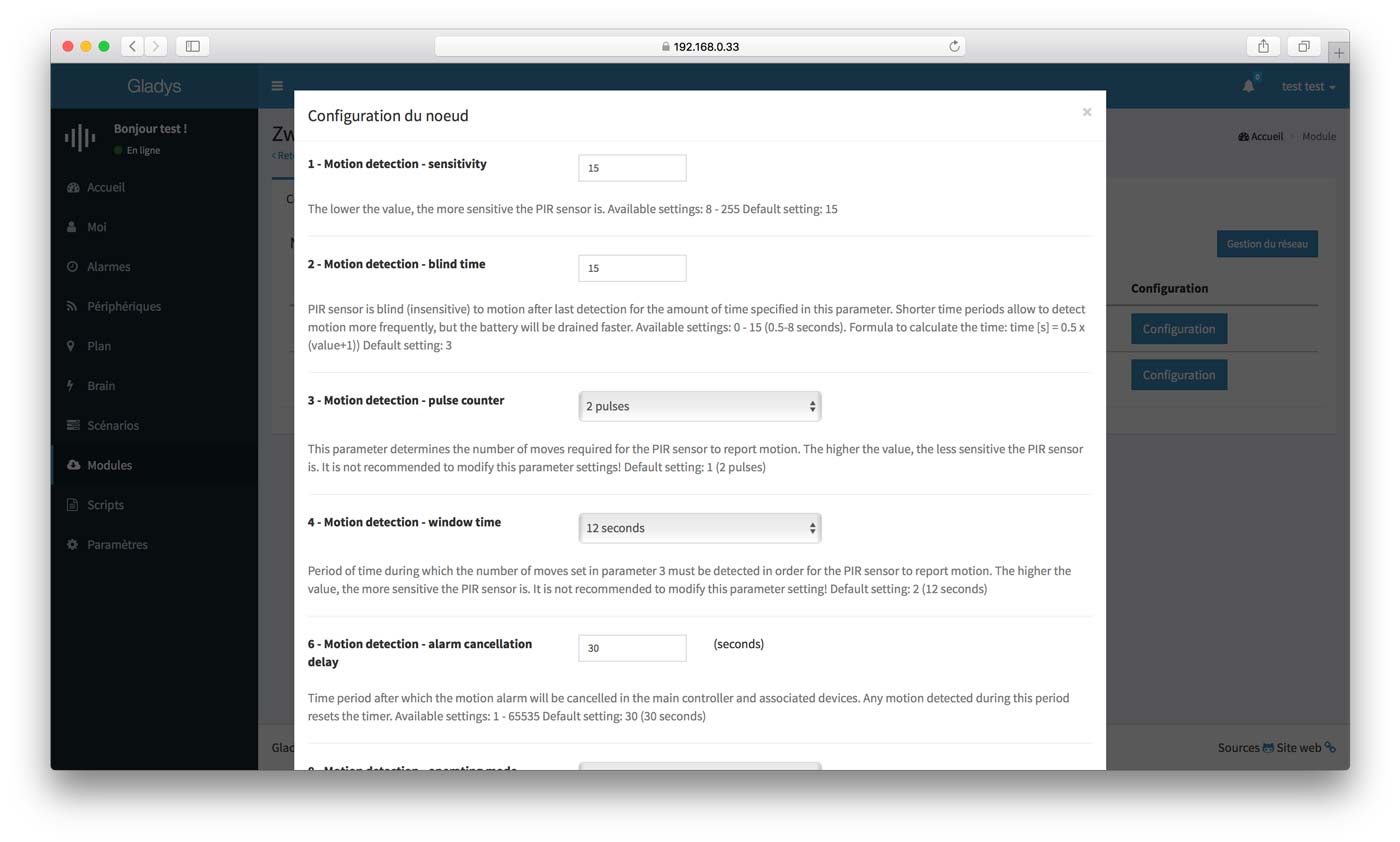 192.168.0.33
Gladys
0
test test
Bonjour test !
En ligne
Accueil
Moi
Alarmes
Périphériques
Plan
Brain
Scénarios
Modules
Scripts
Paramètres
Zw
< Reto
Accueil > Module
Gestion du réseau
Configuration
Configuration
Configuration
Configuration du noeud
×
1 - Motion detection - sensitivity
15
The lower the value, the more sensitive the PIR sensor is. Available settings: 8 - 255 Default setting: 15
2 - Motion detection - blind time
15
PIR sensor is blind (insensitive) to motion after last detection for the amount of time specified in this parameter. Shorter time periods allow to detect
motion more frequently, but the battery will be drained faster. Available settings: 0 - 15 (0.5-8 seconds). Formula to calculate the time: time [s] = 0.5 x
(value+1)) Default setting: 3
3 - Motion detection - pulse counter
2 pulses
This parameter determines the number of moves required for the PIR sensor to report motion. The higher the value, the less sensitive the PIR sensor
is. It is not recommended to modify this parameter settings! Default setting: 1 (2 pulses)
4 - Motion detection - window time
12 seconds
Period of time during which the number of moves set in parameter 3 must be detected in order for the PIR sensor to report motion. The higher the
value, the more sensitive the PIR sensor is. It is not recommended to modify this parameter setting! Default setting: 2 (12 seconds)
6 - Motion detection - alarm cancellation
delay
30
(seconds)
Time period after which the motion alarm will be cancelled in the main controller and associated devices. Any motion detected during this period
resets the timer. Available settings: 1 - 65535 Default setting: 30 (30 seconds)
8 - Motion detection - operating mode
Glad
Sources Site web